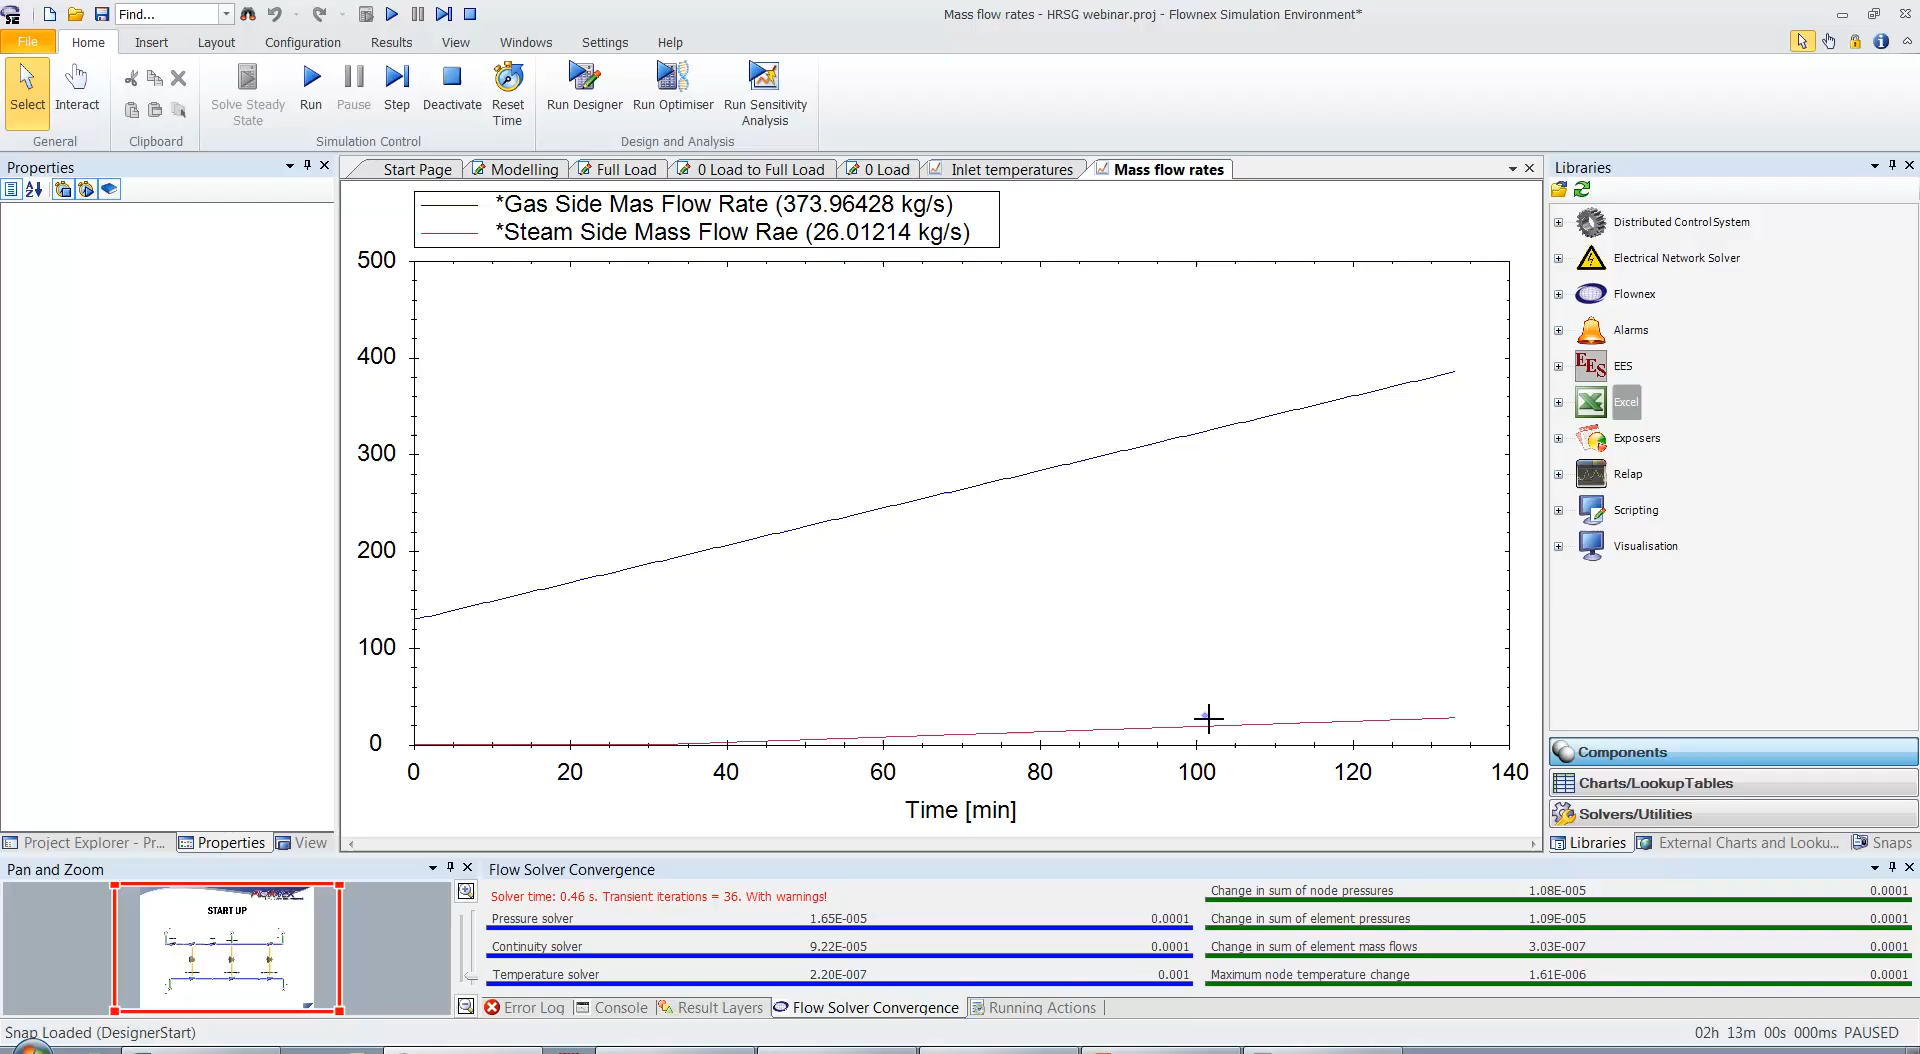 Find...
Mass flow rates - HRSG webinar.proj - Flownex Simulation Environment*
File
Home
Insert
Layout
Configuration
Results
View
Windows
Settings
Help
Select
Interact
Solve Steady
State
Run
Pause
Step
Deactivate
Reset
Time
Run Designer
Run Optimiser
Run Sensitivity
Analysis
General
Clipboard
Simulation Control
Design and Analysis
Properties
Start Page
Modelling
Full Load
0 Load to Full Load
0 Load
Inlet temperatures
Mass flow rates
Libraries
*Gas Side Mas Flow Rate (373.96428 kg/s)
*Steam Side Mass Flow Rae (26.01214 kg/s)
500
400
300
200
100
0
0 20 40 60 80 100 120 140
Time [min]
Distributed Control System
Electrical Network Solver
Flownex
Alarms
EES
Excel
Exposers
Relap
Scripting
Visualisation
Components
Charts/Lookup Tables
Solvers/Utilities
Project Explorer - Pr...
Properties
View
Libraries
External Charts and Looku...
Snaps
Pan and Zoom
START UP
Flow Solver Convergence
Solver time: 0.46 s. Transient iterations = 36. With warnings!
Pressure solver 1.65E-005 0.0001
Continuity solver 9.22E-005 0.0001
Temperature solver 2.20E-007 0.001
Change in sum of node pressures 1.08E-005 0.0001
Change in sum of element pressures 1.09E-005 0.0001
Change in sum of element mass flows 3.03E-007 0.0001
Maximum node temperature change 1.61E-006 0.0001
Error Log
Console
Result Layers
Flow Solver Convergence
Running Actions
Snap Loaded (DesignerStart)
02h 13m 00s 000ms PAUSED